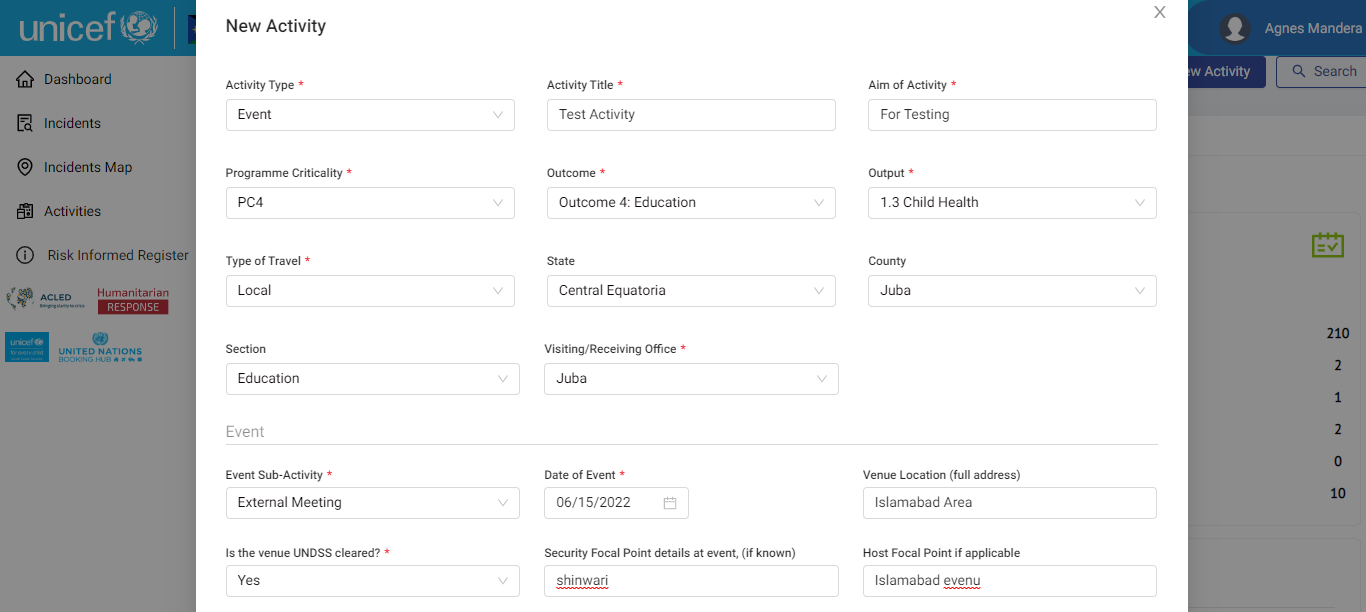 unicef
New Activity
Agnes Mandera
ew Activity
Search
Dashboard
Incidents
Incidents Map
Activities
Risk Informed Register
ACLED
Humanitarian
RESPONSE
unicef
for every child
UNITED NATIONS
BOOKING HUB
Activity Type *
Activity Title *
Aim of Activity *
Event
Test Activity
For Testing
Programme Criticality *
Outcome *
Output *
PC4
Outcome 4: Education
1.3 Child Health
Type of Travel *
State
County
Local
Central Equatoria
Juba
Section
Visiting/Receiving Office *
Education
Juba
Event
Event Sub-Activity *
Date of Event *
Venue Location (full address)
External Meeting
06/15/2022
Islamabad Area
Is the venue UNDSS cleared? *
Security Focal Point details at event, (if known)
Host Focal Point if applicable
Yes
shinwari
Islamabad evenu
210
2
1
2
0
10